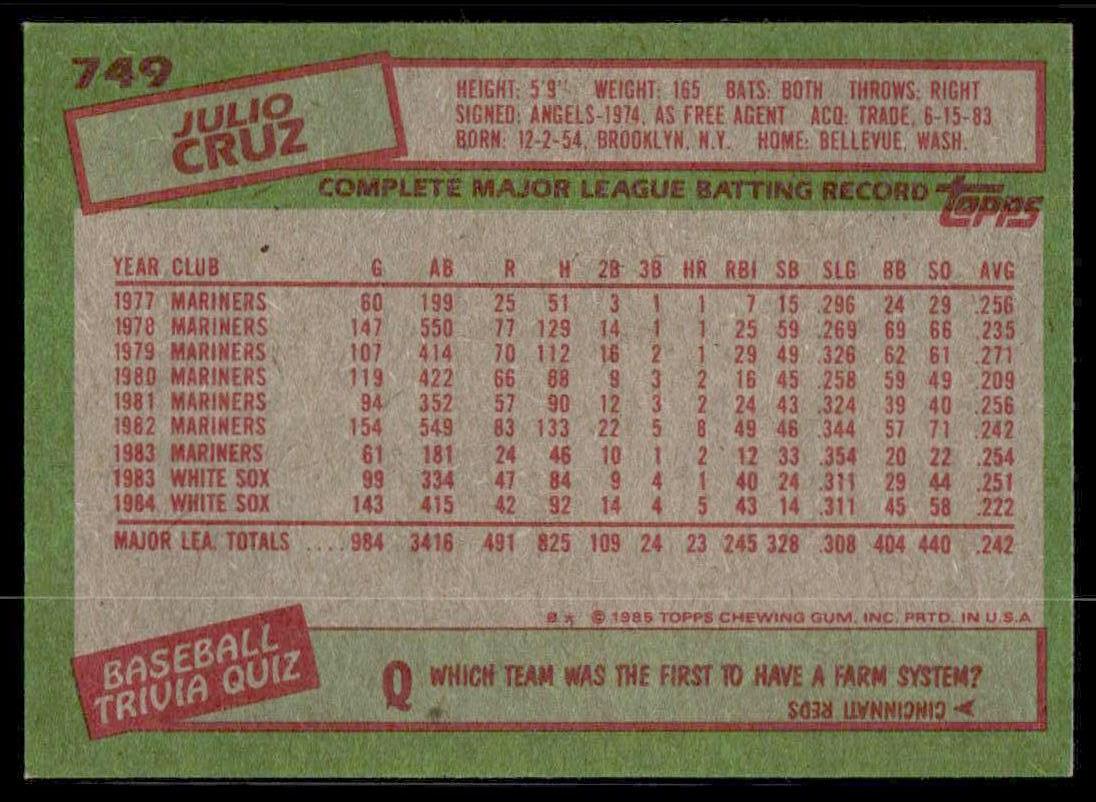 749
JULIO
CRUZ
HEIGHT: 5'9" WEIGHT: 165 BATS: BOTH THROWS: RIGHT
SIGNED: ANGELS-1974, AS FREE AGENT ACQ: TRADE, 6-15-83
BORN: 12-2-54, BROOKLYN, N.Y. HOME: BELLEVUE, WASH.
COMPLETE MAJOR LEAGUE BATTING RECORD topps
YEAR CLUB G AB R H 2B 3B HR RBI SB SLG BB SO AVG
1977 MARINERS 60 199 25 51 3 1 1 7 15 .296 24 29 .256
1978 MARINERS 147 550 77 129 14 1 1 25 59 .269 69 66 .235
1979 MARINERS 107 414 70 112 16 2 1 29 49 .326 62 61 .271
1980 MARINERS 119 422 66 88 9 3 2 16 45 .258 59 49 .209
1981 MARINERS 94 352 57 90 12 3 2 24 43 .324 39 40 .256
1982 MARINERS 154 549 83 133 22 5 8 49 46 .344 57 71 .242
1983 MARINERS 61 181 24 46 10 1 2 12 33 .354 20 22 .254
1983 WHITE SOX 99 334 47 84 9 4 1 40 24 .311 29 44 .251
1984 WHITE SOX 143 415 42 92 14 4 5 43 14 .311 45 58 .222
MAJOR LEA. TOTALS ....984 3416 491 825 109 24 23 245 328 .308 404 440 .242
© 1985 TOPPS CHEWING GUM, INC. PRTD. IN U.S.A
BASEBALL
TRIVIA QUIZ
Q WHICH TEAM WAS THE FIRST TO HAVE A FARM SYSTEM?
A CINCINNATI REDS